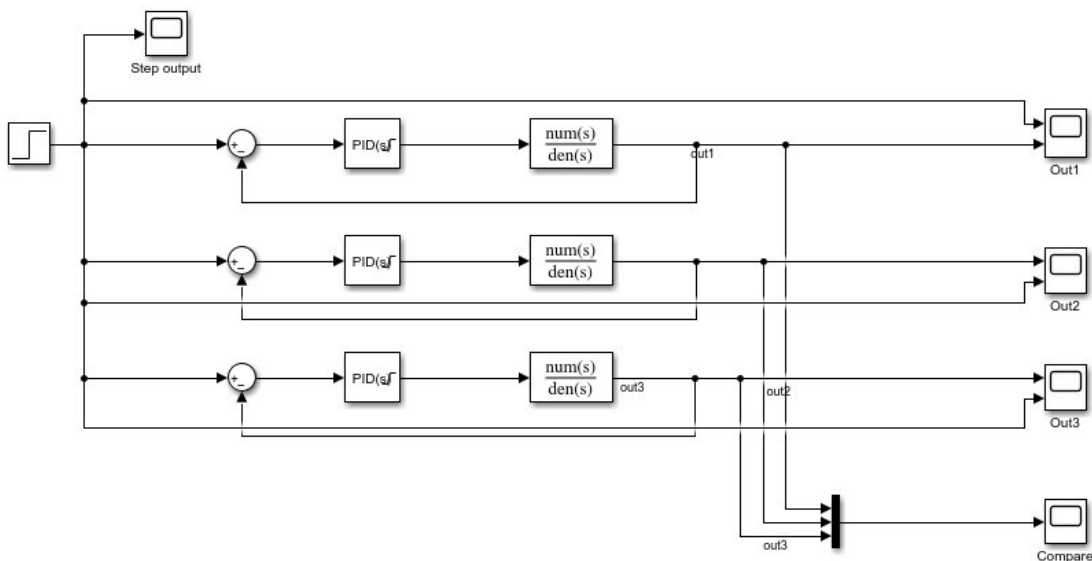 Step output
+
−
PID(s)
num(s)
den(s)
out1
Out1
+
−
PID(s)
num(s)
den(s)
Out2
+
−
PID(s)
num(s)
den(s)
out3
out2
Out3
out3
Compare